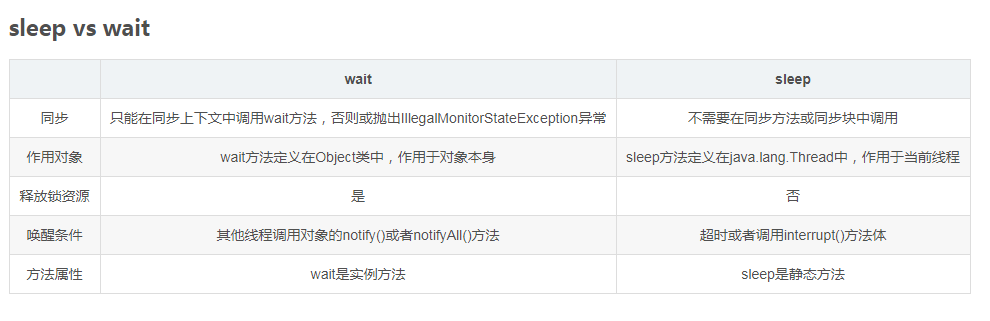 sleep vs wait
wait sleep
同步 只能在同步上下文中调用wait方法，否则或抛出IllegalMonitorStateException异常 不需要在同步方法或同步块中调用
作用对象 wait方法定义在Object类中，作用于对象本身 sleep方法定义在java.lang.Thread中，作用于当前线程
释放锁资源 是 否
唤醒条件 其他线程调用对象的notify()或者notifyAll()方法 超时或者调用interrupt()方法体
方法属性 wait是实例方法 sleep是静态方法